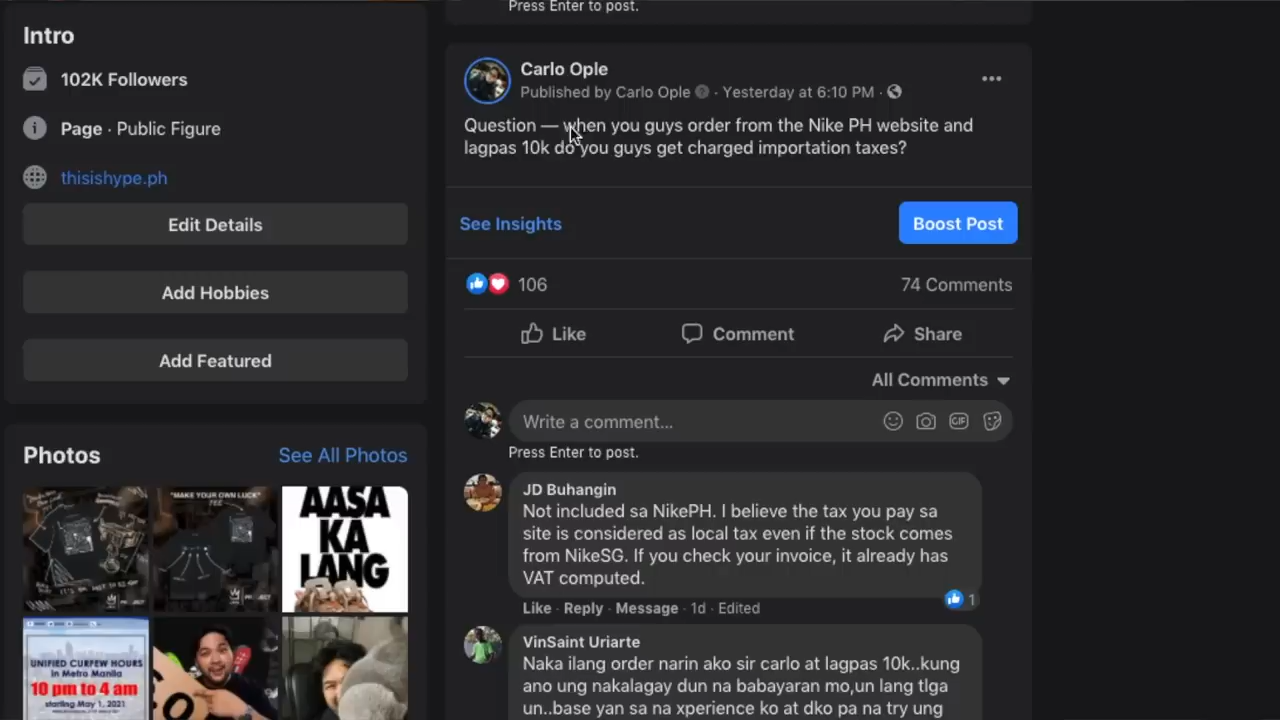 Press Enter to post.
Intro
102K Followers
Page · Public Figure
thisishype.ph
Edit Details
Add Hobbies
Add Featured
Photos
See All Photos
"MAKE YOUR OWN LUCK"
TEE
AASA
KA
LANG
UNIFIED CURFEW HOURS
in Metro Manila
10 pm to 4 am
starting May 1, 2021
Carlo Ople
Published by Carlo Ople · Yesterday at 6:10 PM ·
Question — when you guys order from the Nike PH website and
lagpas 10k do you guys get charged importation taxes?
See Insights
Boost Post
106
74 Comments
Like
Comment
Share
All Comments
Write a comment...
GIF
Press Enter to post.
JD Buhangin
Not included sa NikePH. I believe the tax you pay sa
site is considered as local tax even if the stock comes
from NikeSG. If you check your invoice, it already has
VAT computed.
1
Like · Reply · Message · 1d · Edited
VinSaint Uriarte
Naka ilang order narin ako sir carlo at lagpas 10k..kung
ano ung nakalagay dun na babayaran mo,un lang tlga
un..base yan sa na xperience ko at dko pa na try ung